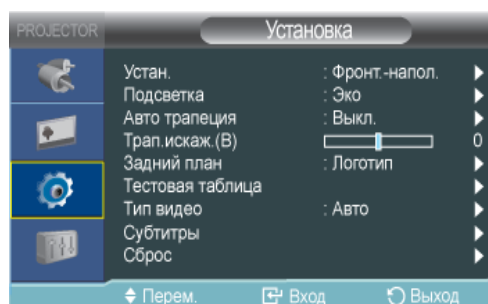 PROJECTOR Установка
Устан. : Фронт.-напол.
Подсветка : Эко
Авто трапеция : Выкл.
Трап.искаж.(В) 0
Задний план : Логотип
Тестовая таблица
Тип видео : Авто
Субтитры
Сброс
Перем. Вход Выход